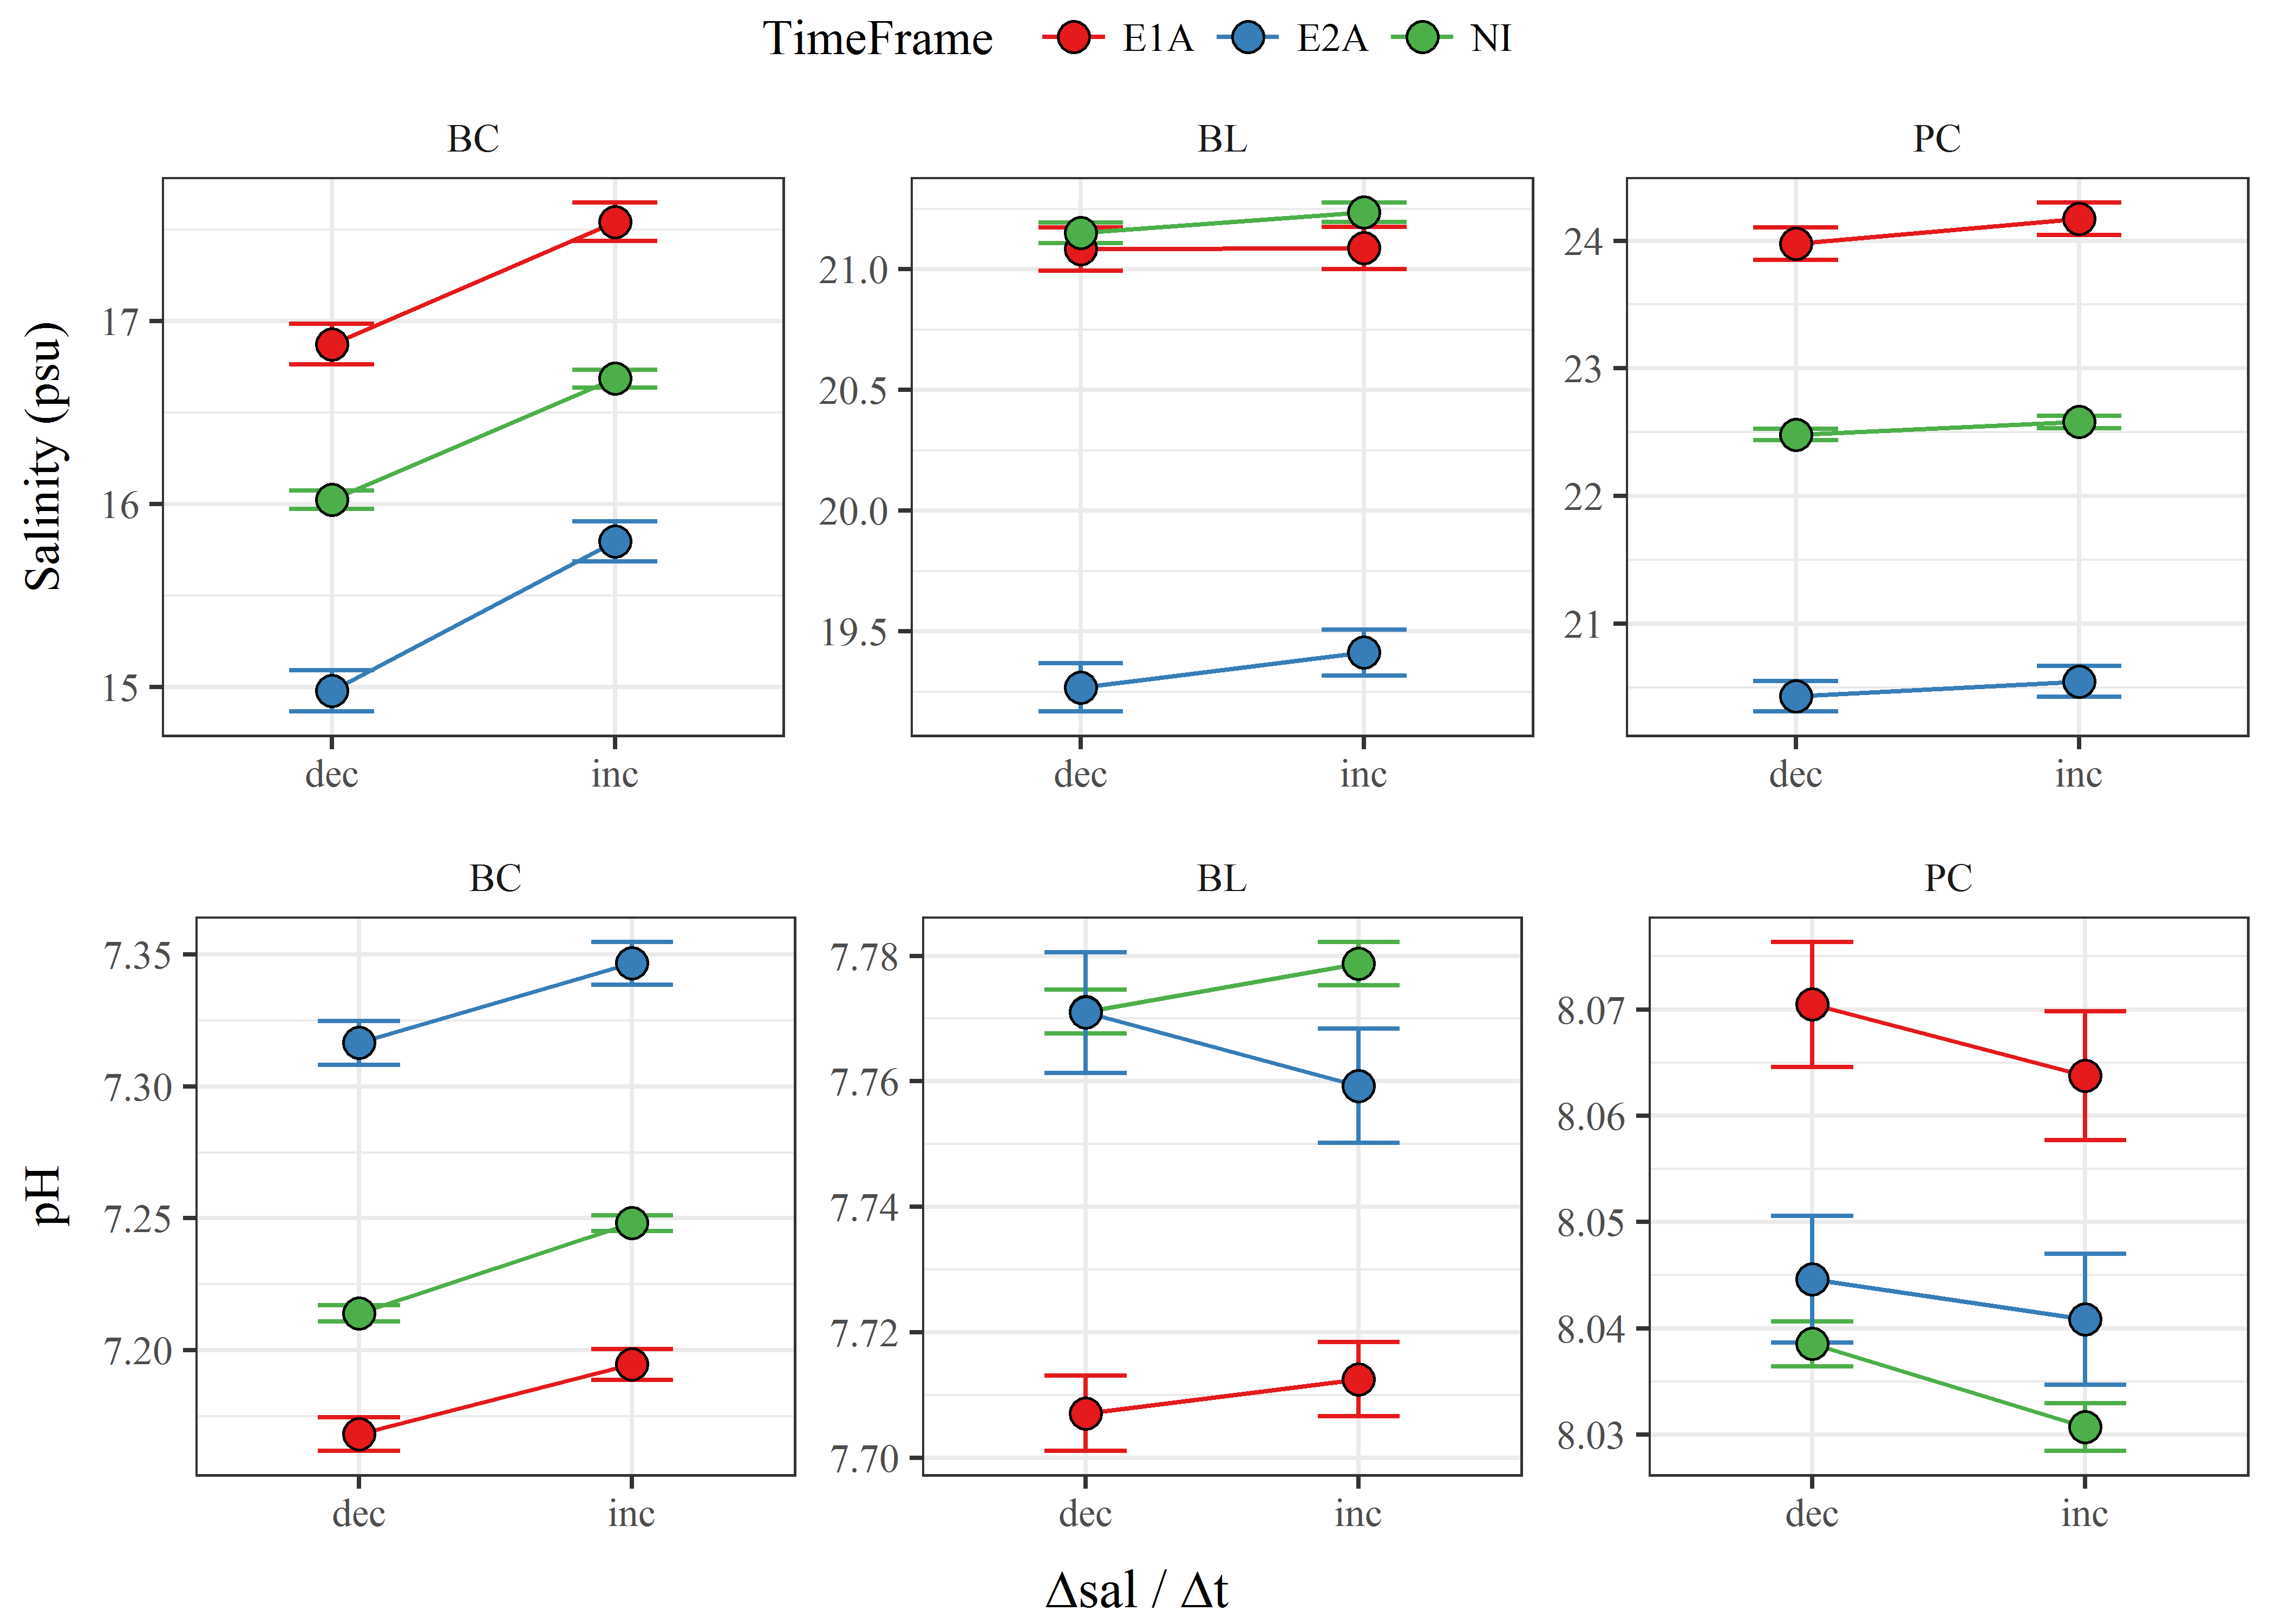 TimeFrame E1A E2A NI
BC BL PC
Salinity (psu)
17
16
15
dec inc
21.0
20.5
20.0
19.5
dec inc
24
23
22
21
dec inc
BC BL PC
pH
7.35
7.30
7.25
7.20
dec inc
7.78
7.76
7.74
7.72
7.70
dec inc
8.07
8.06
8.05
8.04
8.03
dec inc
Δsal / Δt